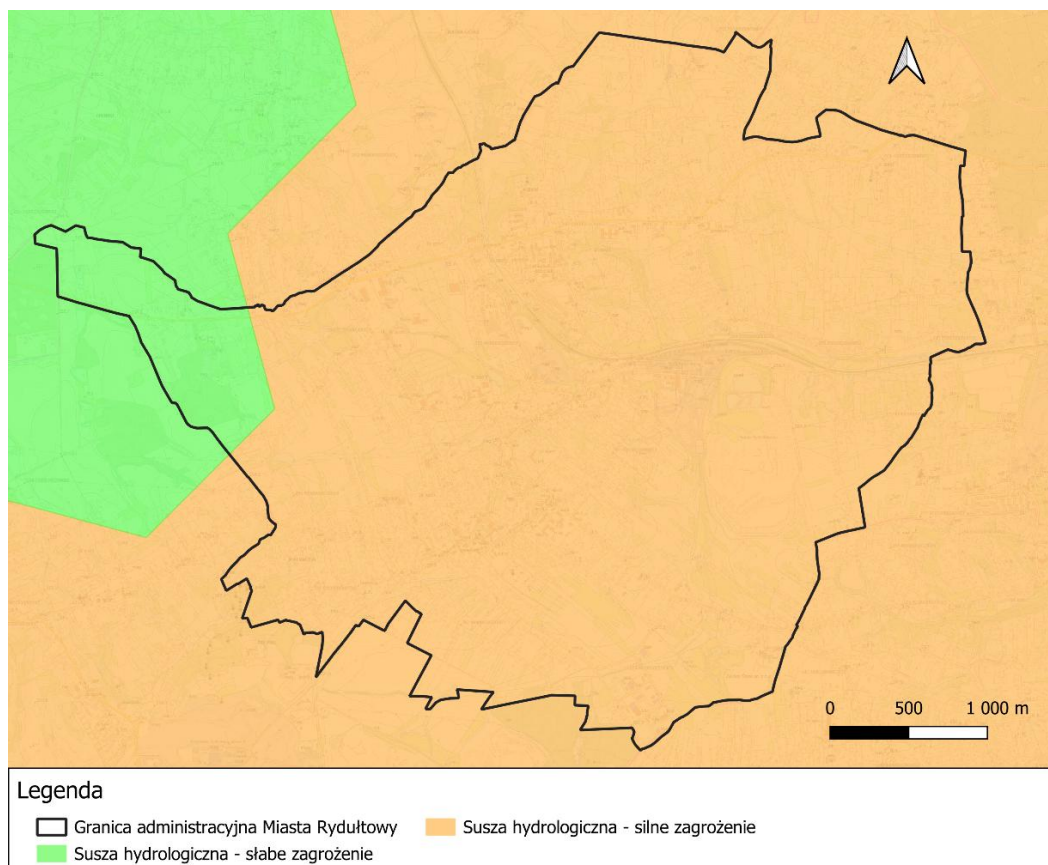 0 500 1 000 m
Legenda
Granica administracyjna Miasta Rydułtowy
Susza hydrologiczna - silne zagrożenie
Susza hydrologiczna - słabe zagrożenie